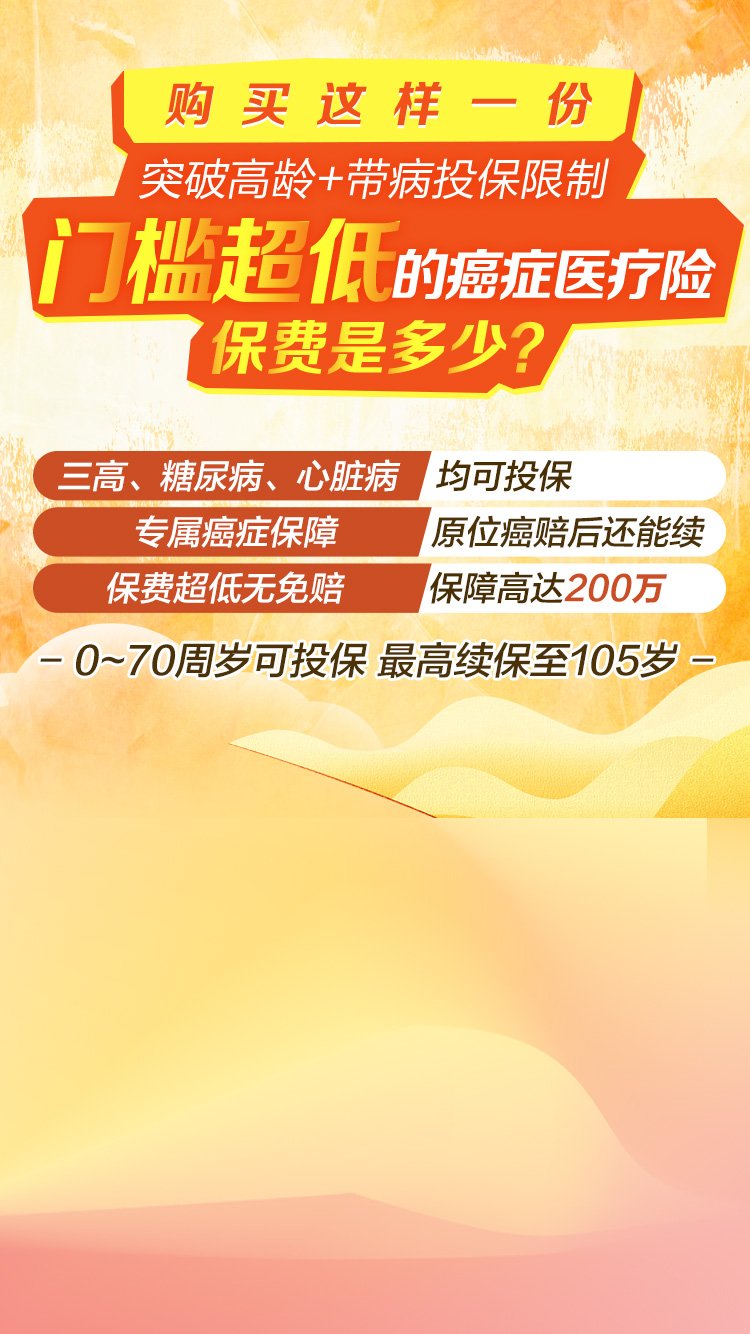 购买这样一份
突破高龄+带病投保限制
门槛超低的癌症医疗险
保费是多少?
三高、糖尿病、心脏病 均可投保
专属癌症保障 原位癌赔后还能续
保费超低无免赔 保障高达200万
- 0~70周岁可投保 最高续保至105岁 -